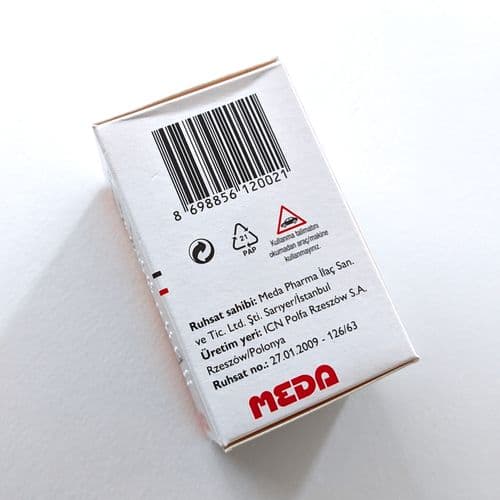 8 698856 120021
21
PAP
Kullanma talimatını
okumadan araç/makine
kullanmayınız.
Ruhsat sahibi: Meda Pharma İlaç San.
ve Tic. Ltd. Şti. Sarıyer/İstanbul
Üretim yeri: ICN Polfa Rzeszów S.A.
Rzeszów/Polonya
Ruhsat no.: 27.01.2009 - 126/63
MEDA